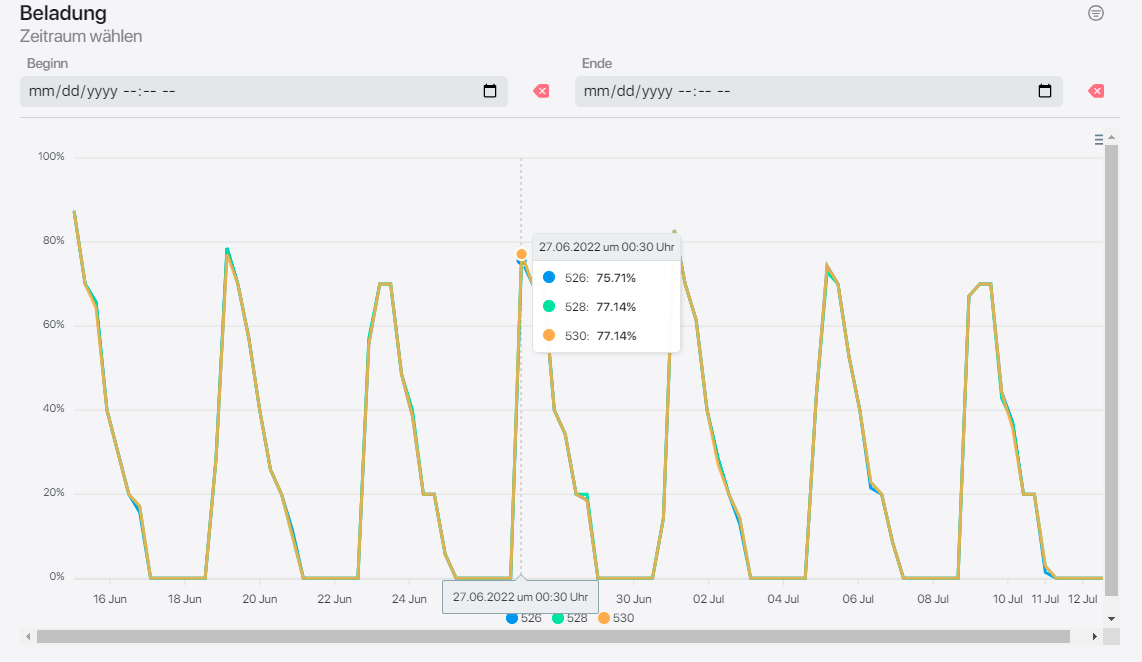 Beladung
Zeitraum wählen
Beginn
Ende
mm/dd/yyyy --:-- --
mm/dd/yyyy --:-- --
100%
80%
60%
40%
20%
0%
27.06.2022 um 00:30 Uhr
526: 75.71%
528: 77.14%
530: 77.14%
16 Jun 18 Jun 20 Jun 22 Jun 24 Jun 30 Jun 02 Jul 04 Jul 06 Jul 08 Jul 10 Jul 11 Jul 12 Jul
27.06.2022 um 00:30 Uhr
526 528 530